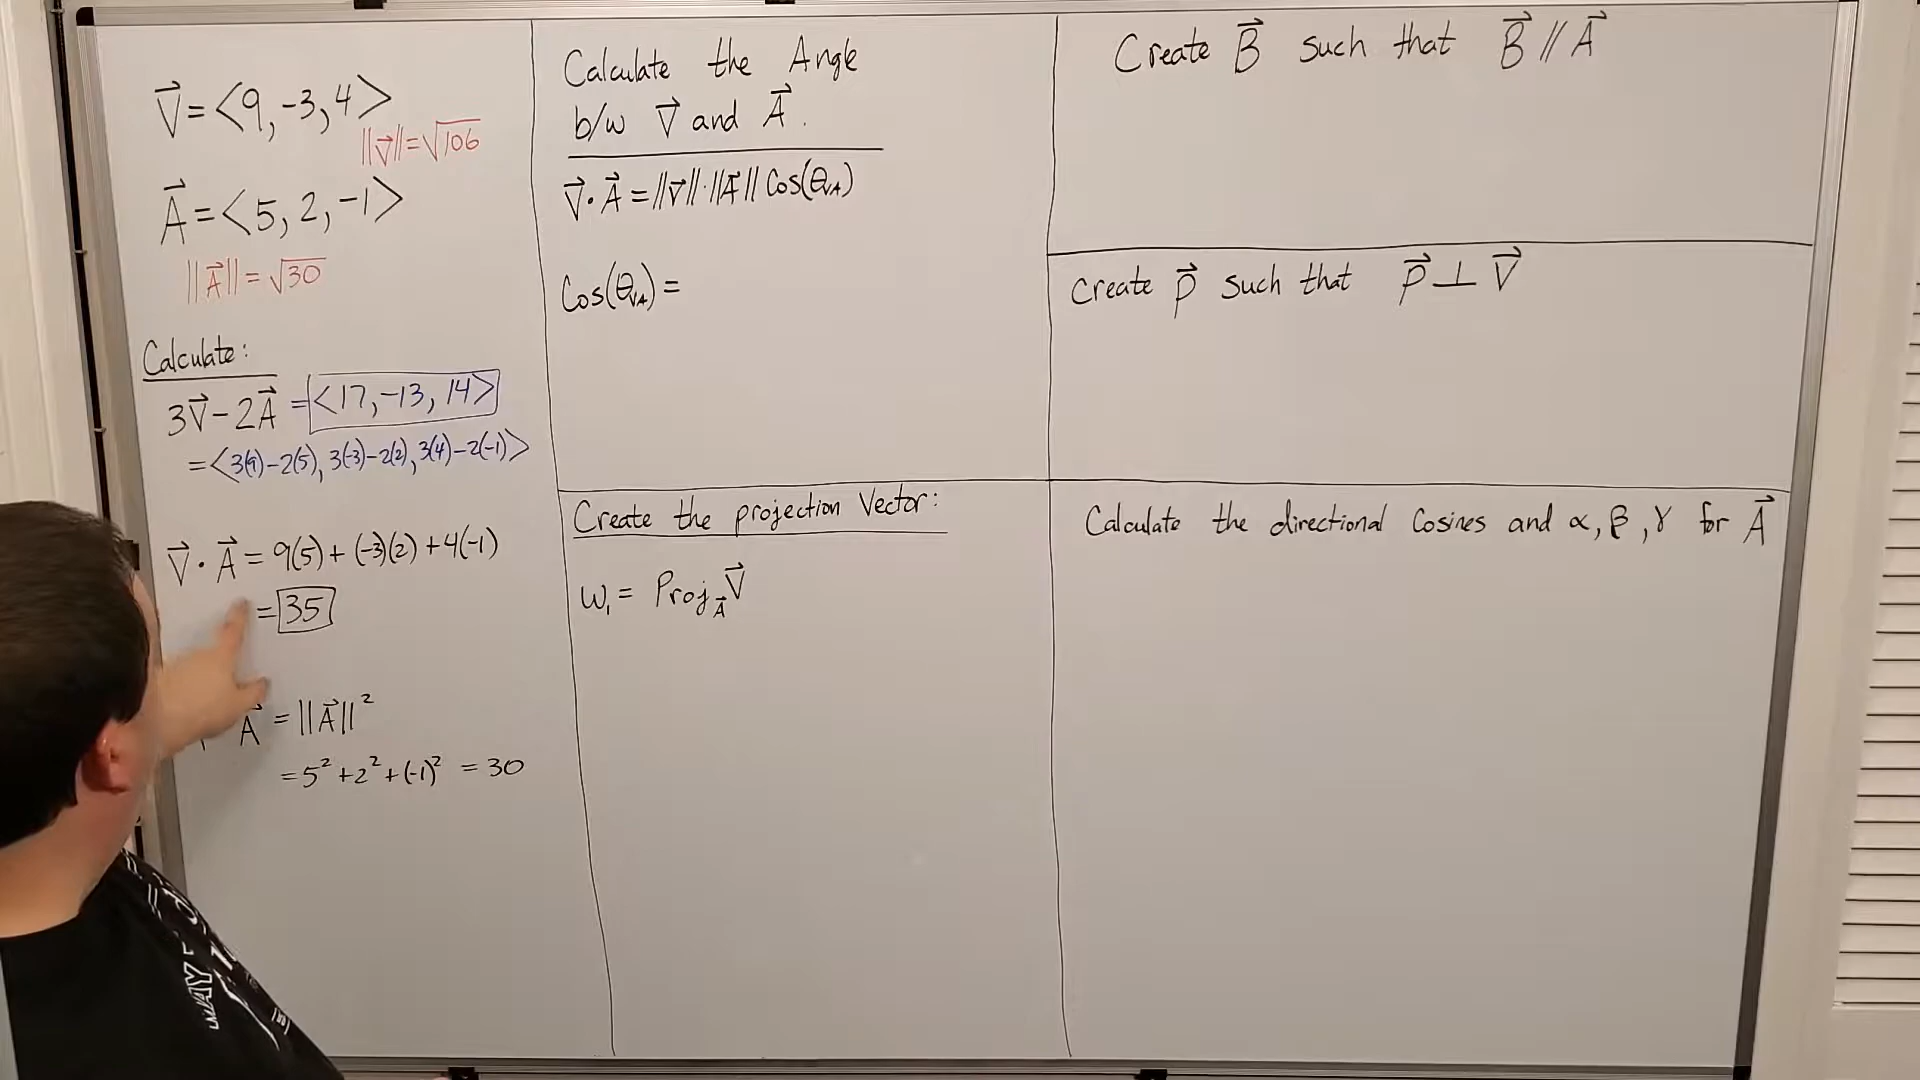 V⃗ = <9, -3, 4>
||V⃗|| = √106
A⃗ = <5, 2, -1>
||A⃗|| = √30
Calculate:
3V⃗ - 2A⃗ = <17, -13, 14>
= <3(9)-2(5), 3(-3)-2(2), 3(4)-2(-1)>
V⃗ · A⃗ = 9(5) + (-3)(2) + 4(-1)
= 35
A⃗ = ||A⃗||²
= 5² + 2² + (-1)² = 30
Calculate the Angle
b/w V⃗ and A⃗.
V⃗ · A⃗ = ||V⃗|| · ||A⃗|| Cos(θVA)
Cos(θVA) =
Create the projection Vector:
W₁ = Proj A⃗ V⃗
Create B⃗ such that B⃗ // A⃗
Create P⃗ such that P⃗ ⊥ V⃗
Calculate the directional Cosines and α, β, γ for A⃗
WAY